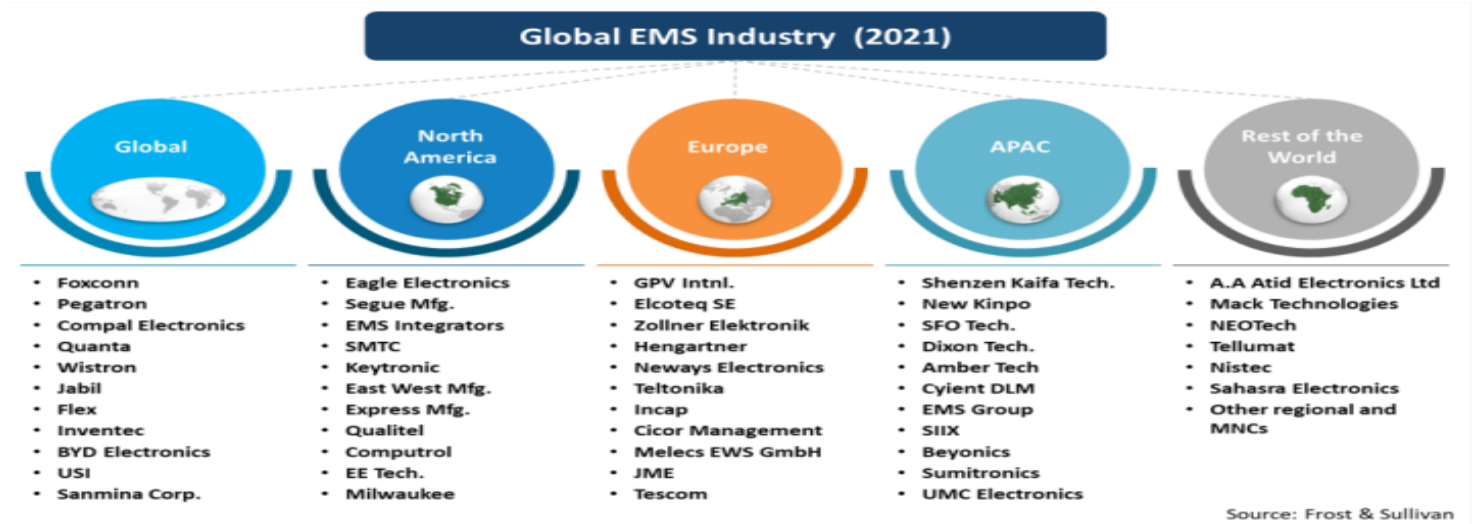 Global EMS Industry (2021)
Global
North
America
Europe
APAC
Rest of the
World
• Foxconn
• Pegatron
• Compal Electronics
• Quanta
• Wistron
• Jabil
• Flex
• Inventec
• BYD Electronics
• USI
• Sanmina Corp.
• Eagle Electronics
• Segue Mfg.
• EMS Integrators
• SMTC
• Keytronic
• East West Mfg.
• Express Mfg.
• Qualitel
• Computrol
• EE Tech.
• Milwaukee
• GPV Intnl.
• Elcoteq SE
• Zollner Elektronik
• Hengartner
• Neways Electronics
• Teltonika
• Incap
• Cicor Management
• Melecs EWS GmbH
• JME
• Tescom
• Shenzen Kaifa Tech.
• New Kinpo
• SFO Tech.
• Dixon Tech.
• Amber Tech
• Cyient DLM
• EMS Group
• SIIX
• Beyonics
• Sumitronics
• UMC Electronics
• A.A Atid Electronics Ltd
• Mack Technologies
• NEOTech
• Tellumat
• Nistec
• Sahasra Electronics
• Other regional and
MNCs
Source: Frost & Sullivan